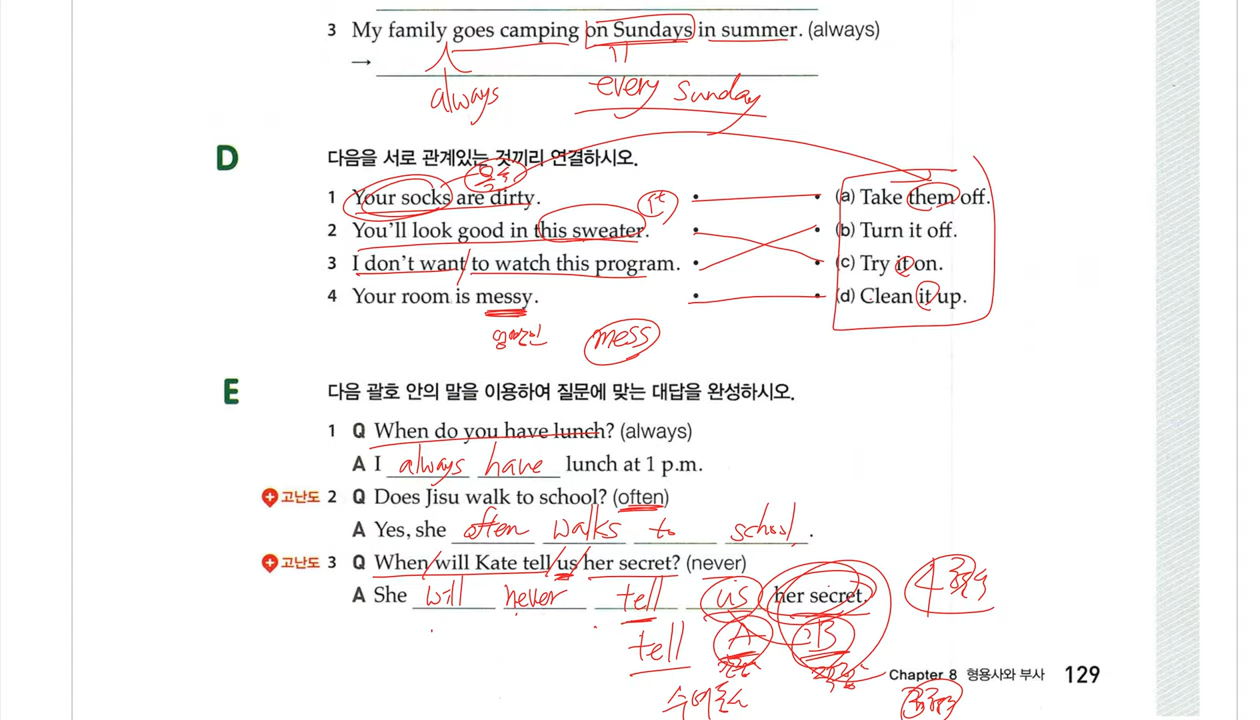 3 My family goes camping on Sundays in summer. (always)
→
always every Sunday
D 다음을 서로 관계있는 것끼리 연결하시오.
1 Your socks are dirty. • • (a) Take them off.
2 You'll look good in this sweater. • • (b) Turn it off.
3 I don't want to watch this program. • • (c) Try it on.
4 Your room is messy. • • (d) Clean it up.
mess
E 다음 괄호 안의 말을 이용하여 질문에 맞는 대답을 완성하시오.
1 Q When do you have lunch? (always)
A I always have lunch at 1 p.m.
고난도 2 Q Does Jisu walk to school? (often)
A Yes, she often walks to school.
고난도 3 Q When will Kate tell us her secret? (never)
A She will never tell us her secret. 4형식
tell A B
Chapter 8 형용사와 부사 129
수여동사